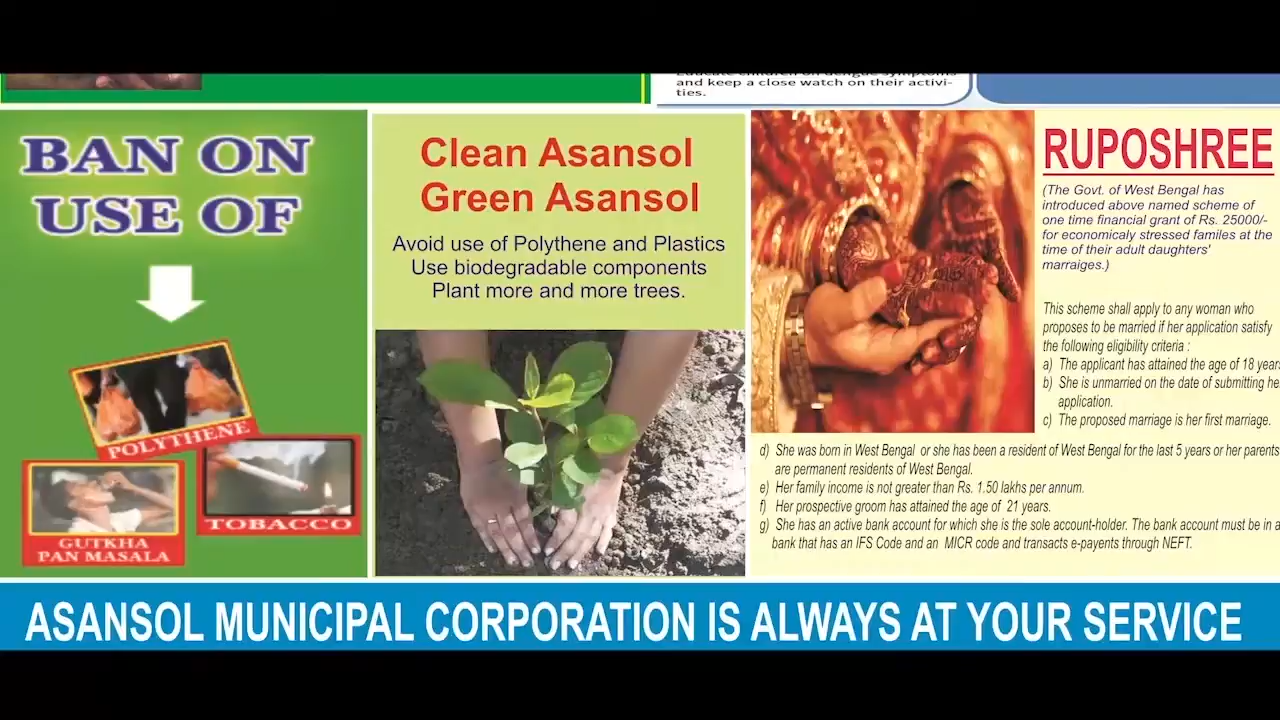 and keep a close watch on their activi-
ties.
BAN ON
USE OF
POLYTHENE
TOBACCO
GUTKHA
PAN MASALA
Clean Asansol
Green Asansol
Avoid use of Polythene and Plastics
Use biodegradable components
Plant more and more trees.
RUPOSHREE
(The Govt. of West Bengal has
introduced above named scheme of
one time financial grant of Rs. 25000/-
for economicaly stressed familes at the
time of their adult daughters'
marraiges.)
This scheme shall apply to any woman who
proposes to be married if her application satisfy
the following eligibility criteria :
a) The applicant has attained the age of 18 years
b) She is unmarried on the date of submitting he
application.
c) The proposed marriage is her first marriage.
d) She was born in West Bengal or she has been a resident of West Bengal for the last 5 years or her parents
are permanent residents of West Bengal.
e) Her family income is not greater than Rs. 1.50 lakhs per annum.
f) Her prospective groom has attained the age of 21 years.
g) She has an active bank account for which she is the sole account-holder. The bank account must be in a
bank that has an IFS Code and an MICR code and transacts e-payents through NEFT.
ASANSOL MUNICIPAL CORPORATION IS ALWAYS AT YOUR SERVICE